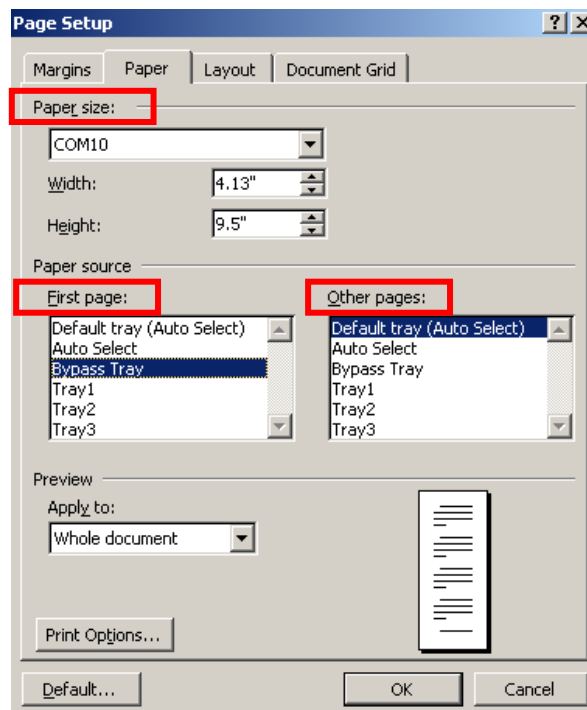 Page Setup ? ×
Margins Paper Layout Document Grid
Paper size:
COM10
Width: 4.13"
Height: 9.5"
Paper source
First page: Other pages:
Default tray (Auto Select) Default tray (Auto Select)
Auto Select Auto Select
Bypass Tray Bypass Tray
Tray1 Tray1
Tray2 Tray2
Tray3 Tray3
Preview
Apply to:
Whole document
Print Options...
Default... OK Cancel